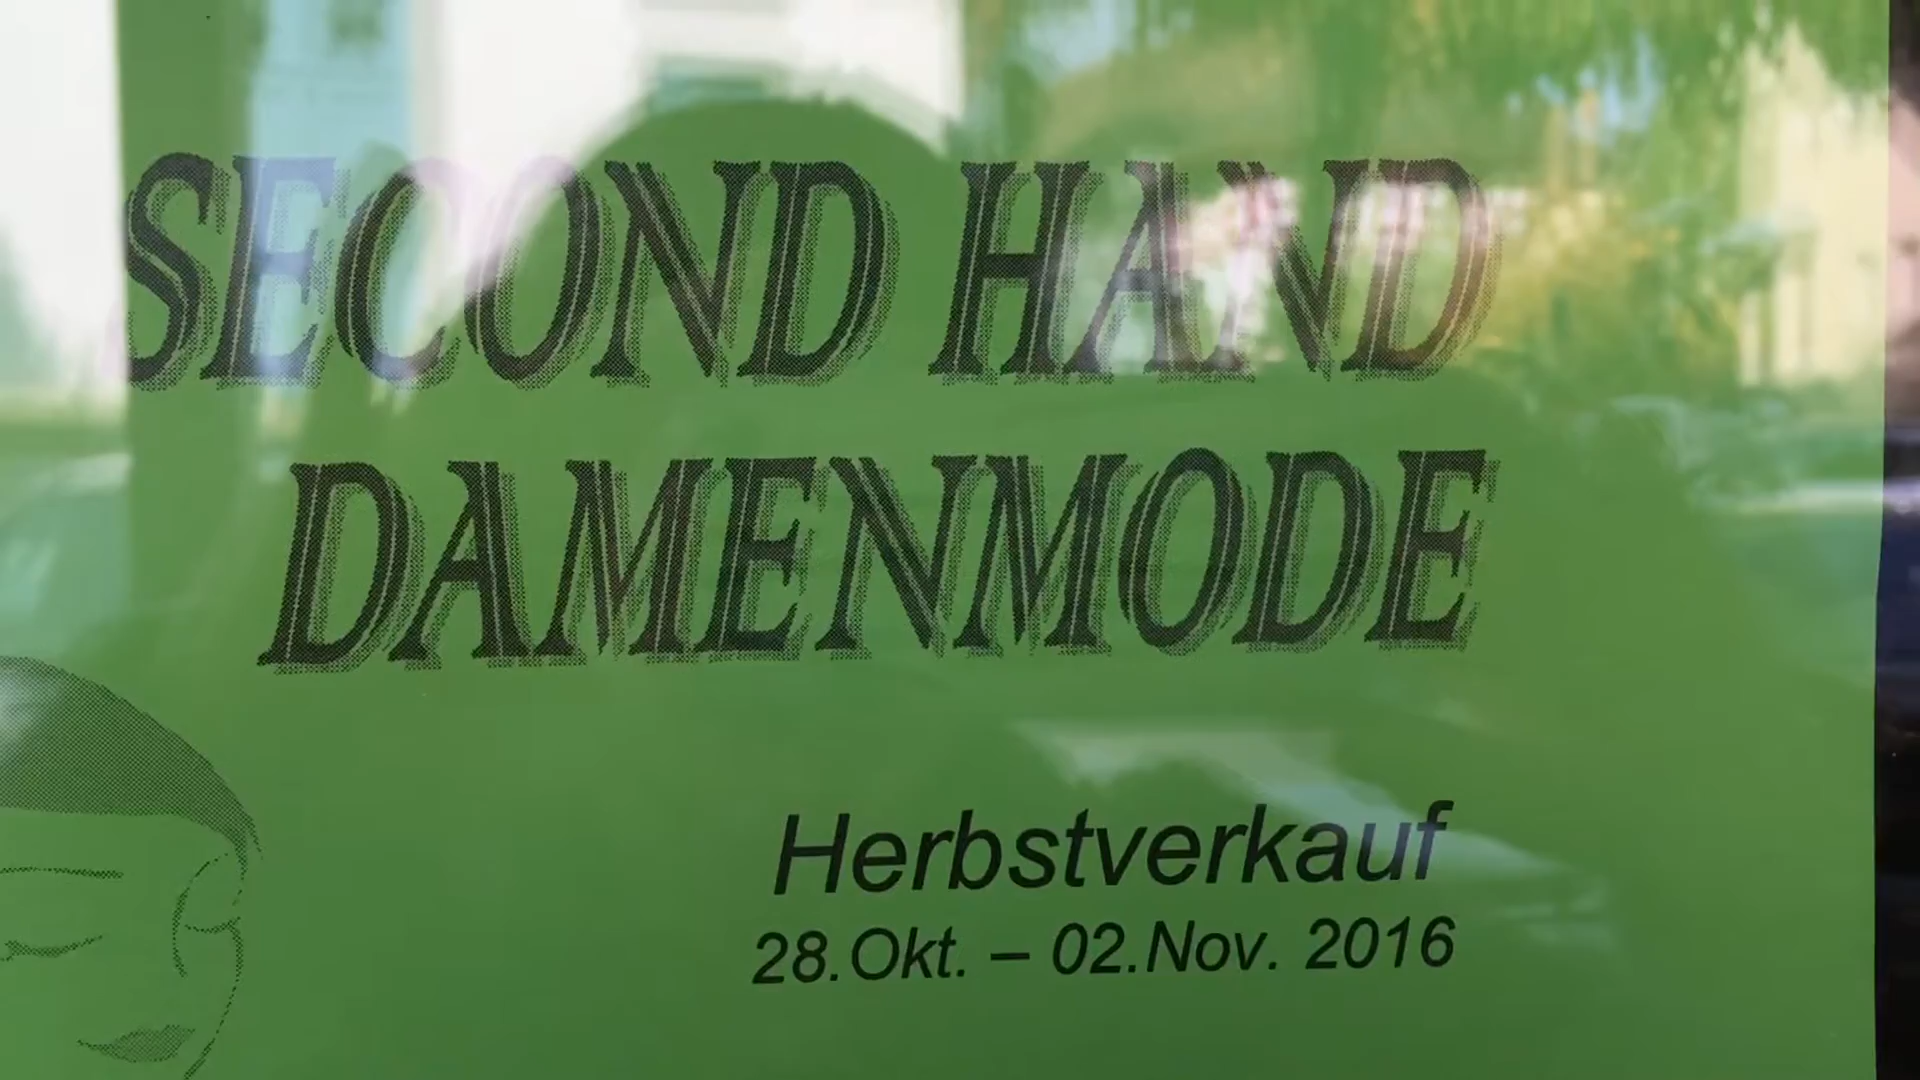 SECOND HAND
DAMENMODE
Herbstverkauf
28.Okt. – 02.Nov. 2016